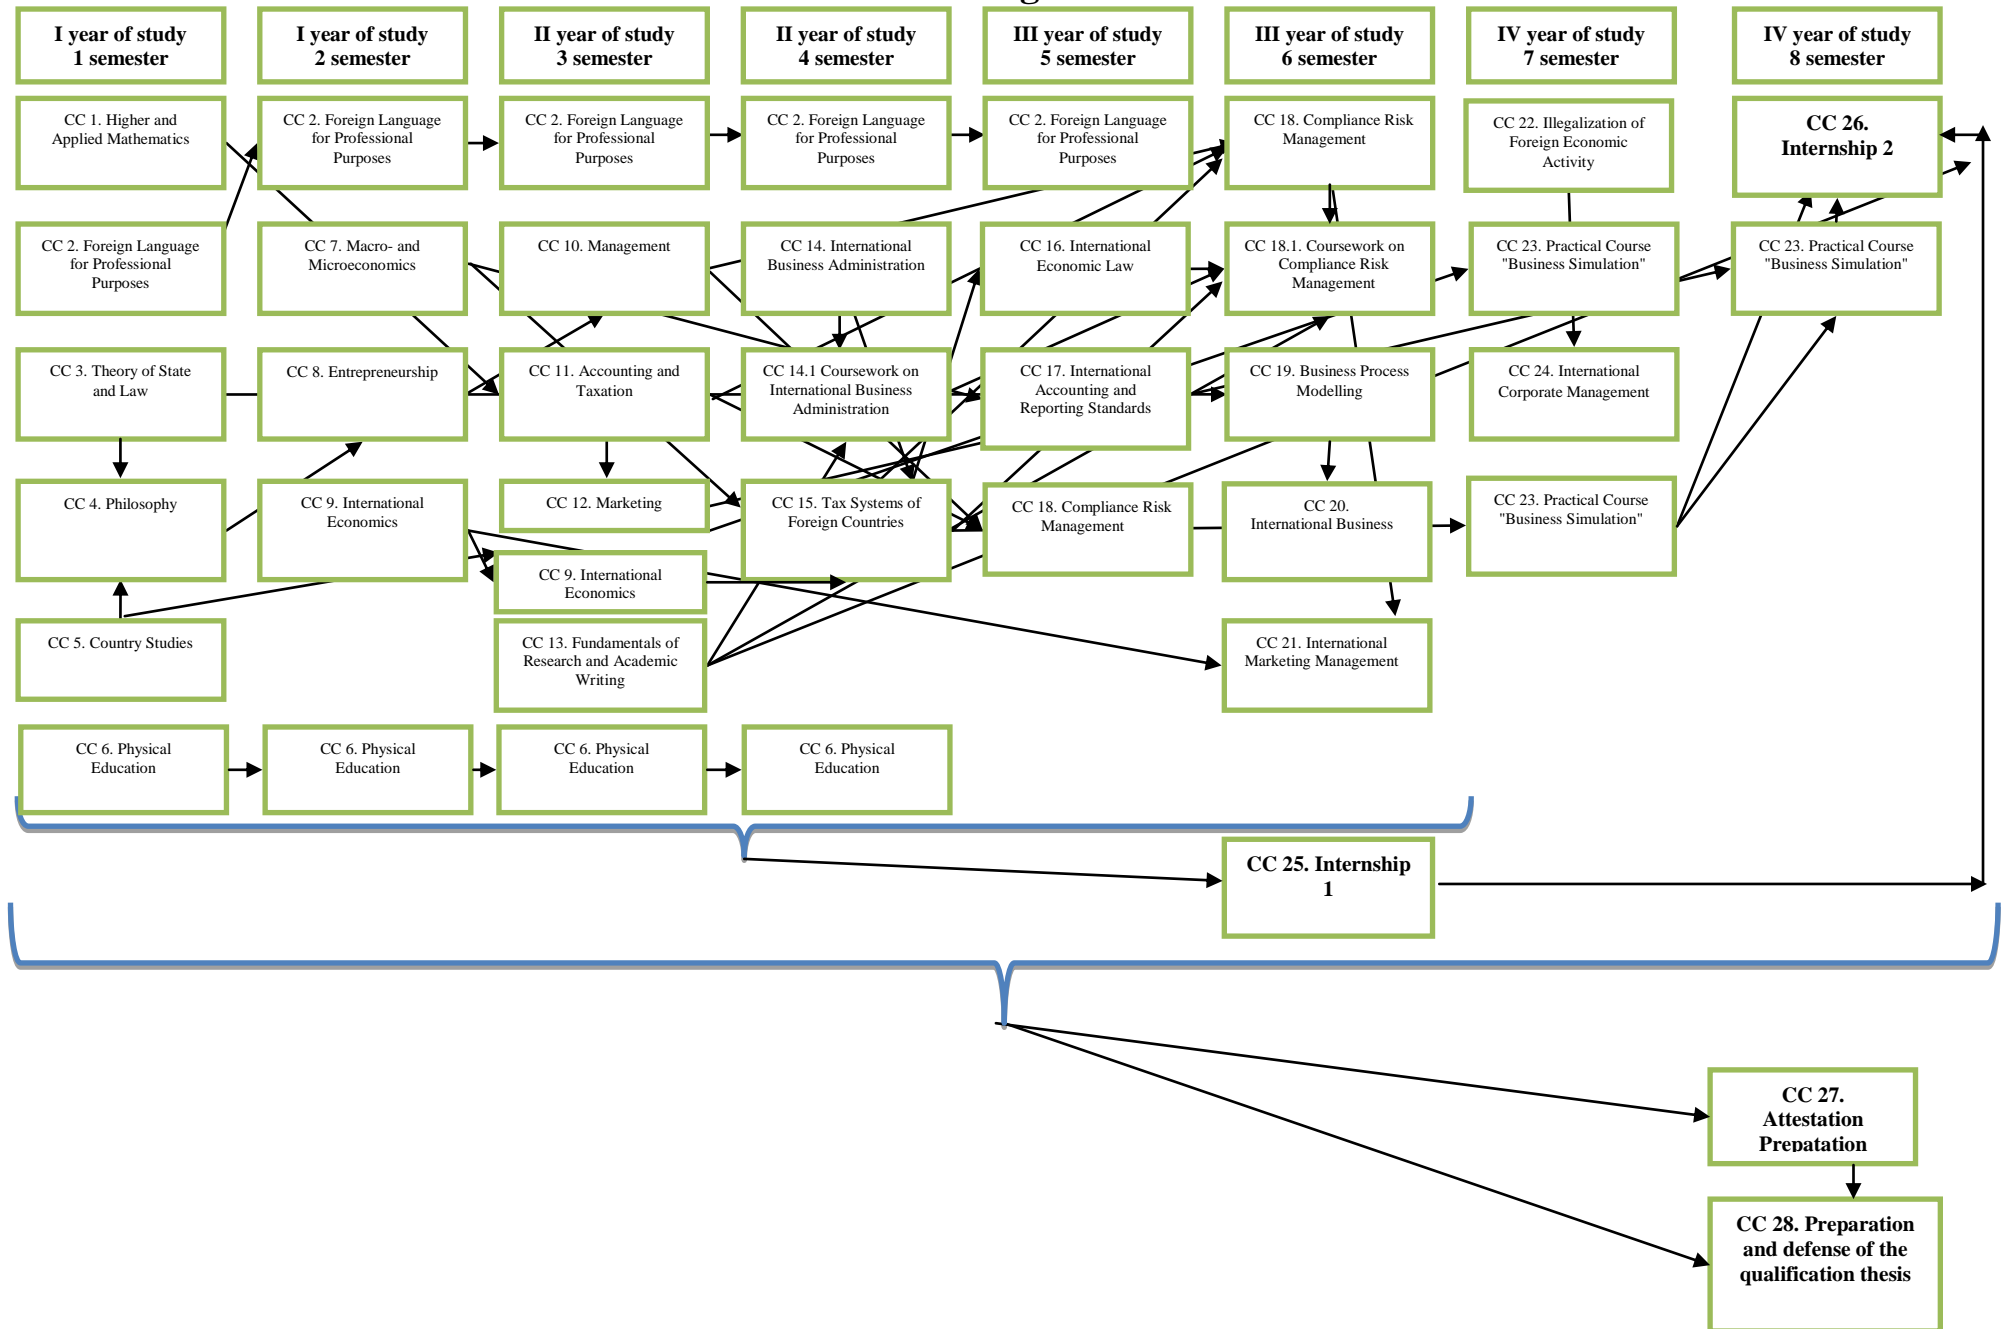 I year of study
1 semester
I year of study
2 semester
II year of study
3 semester
II year of study
4 semester
III year of study
5 semester
III year of study
6 semester
IV year of study
7 semester
IV year of study
8 semester
CC 1. Higher and
Applied Mathematics
CC 2. Foreign Language
for Professional
Purposes
CC 2. Foreign Language
for Professional
Purposes
CC 2. Foreign Language
for Professional
Purposes
CC 2. Foreign Language
for Professional
Purposes
CC 18. Compliance Risk
Management
CC 22. Illegalization of
Foreign Economic
Activity
CC 26.
Internship 2
CC 2. Foreign Language
for Professional
Purposes
CC 7. Macro- and
Microeconomics
CC 10. Management
CC 14. International
Business Administration
CC 16. International
Economic Law
CC 18.1. Coursework on
Compliance Risk
Management
CC 23. Practical Course
"Business Simulation"
CC 23. Practical Course
"Business Simulation"
CC 3. Theory of State
and Law
CC 8. Entrepreneurship
CC 11. Accounting and
Taxation
CC 14.1 Coursework on
International Business
Administration
CC 17. International
Accounting and
Reporting Standards
CC 19. Business Process
Modelling
CC 24. International
Corporate Management
CC 4. Philosophy
CC 9. International
Economics
CC 12. Marketing
CC 15. Tax Systems of
Foreign Countries
CC 18. Compliance Risk
Management
CC 20.
International Business
CC 23. Practical Course
"Business Simulation"
CC 9. International
Economics
CC 5. Country Studies
CC 13. Fundamentals of
Research and Academic
Writing
CC 21. International
Marketing Management
CC 6. Physical
Education
CC 6. Physical
Education
CC 6. Physical
Education
CC 6. Physical
Education
CC 25. Internship
1
CC 27.
Attestation
Prepatation
CC 28. Preparation
and defense of the
qualification thesis